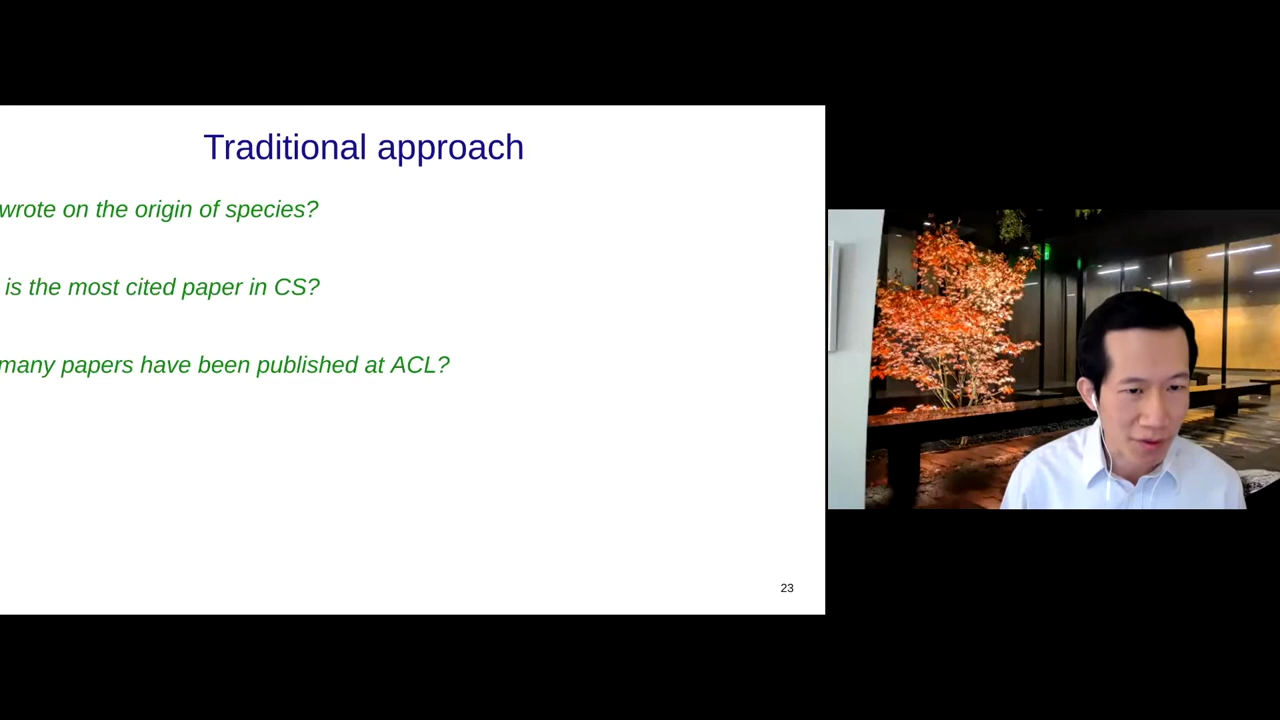 Traditional approach
wrote on the origin of species?
is the most cited paper in CS?
many papers have been published at ACL?
23